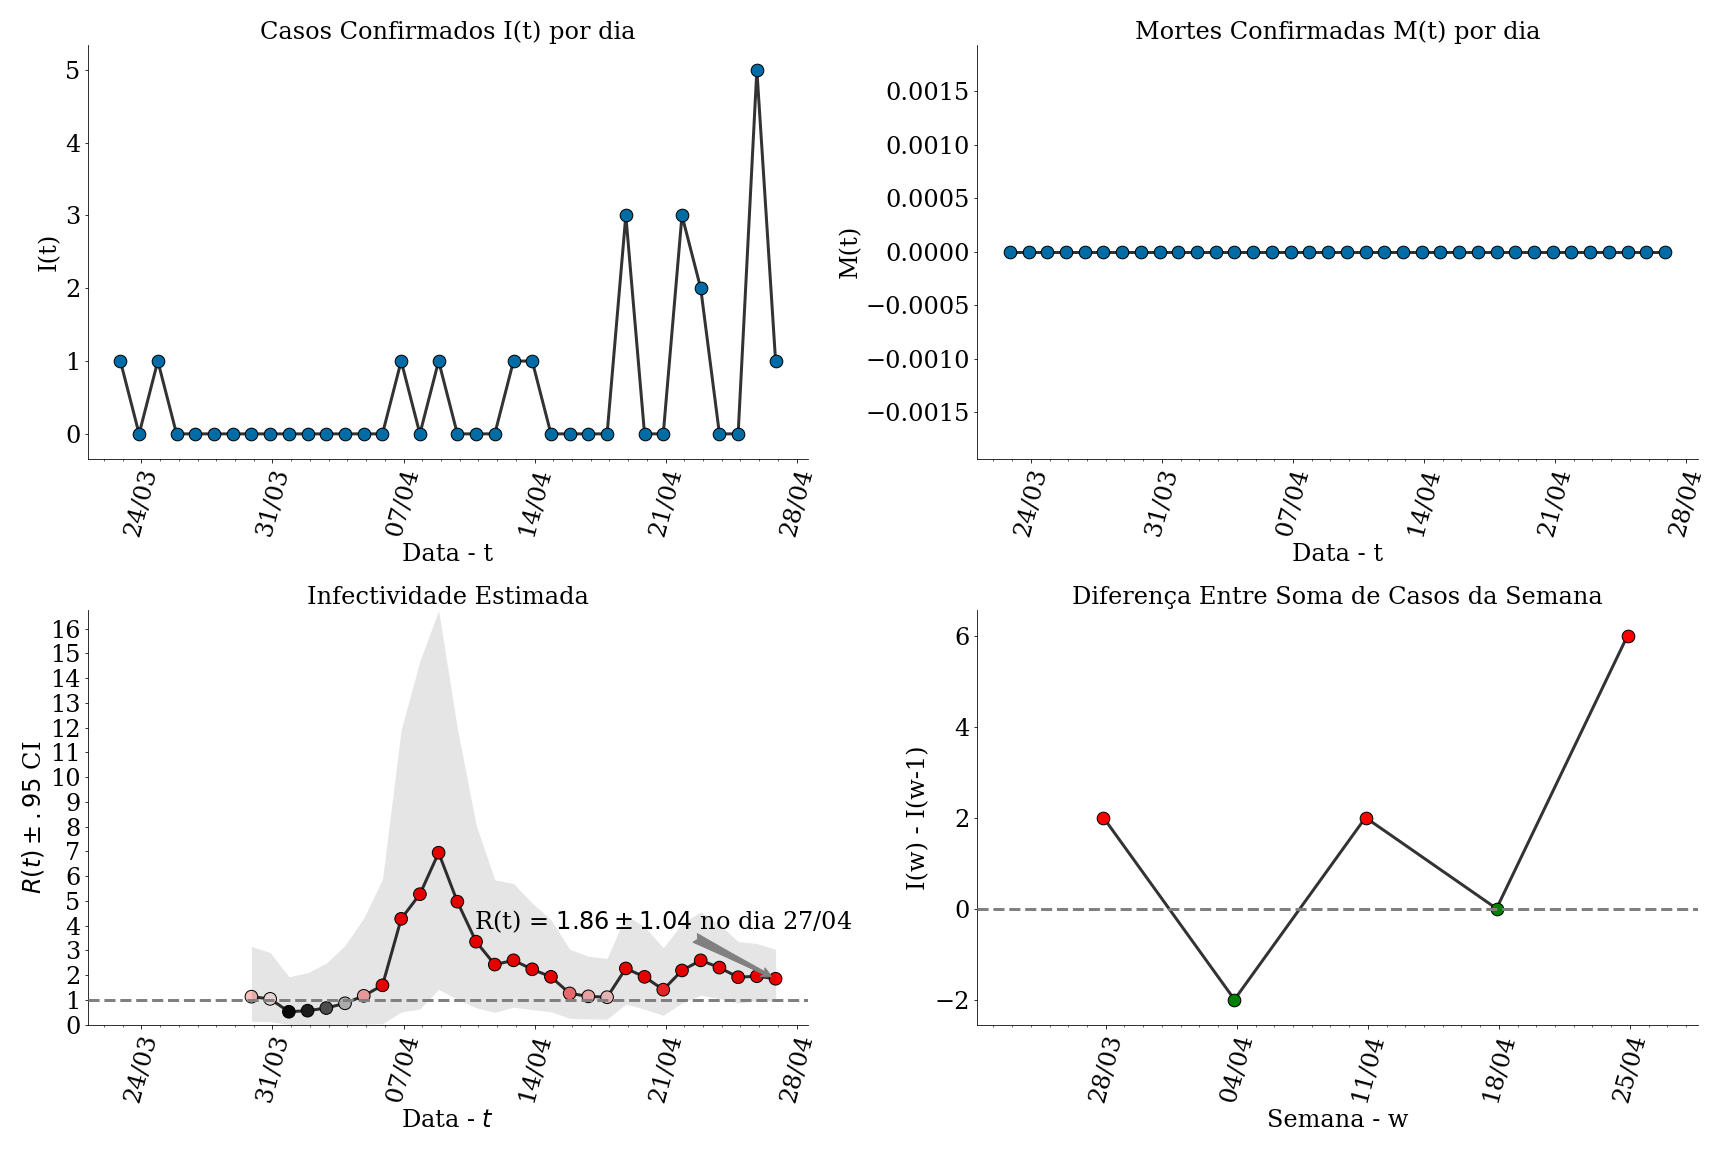 Casos Confirmados I(t) por dia
5
4
3
2
1
0
I(t)
24/03 31/03 07/04 14/04 21/04 28/04
Data - t
Mortes Confirmadas M(t) por dia
0.0015
0.0010
0.0005
0.0000
−0.0005
−0.0010
−0.0015
M(t)
24/03 31/03 07/04 14/04 21/04 28/04
Data - t
Infectividade Estimada
16
15
14
13
12
11
10
9
8
7
6
5
4
3
2
1
0
R(t) ± .95 CI
R(t) = 1.86 ± 1.04 no dia 27/04
24/03 31/03 07/04 14/04 21/04 28/04
Data - t
Diferença Entre Soma de Casos da Semana
6
4
2
0
−2
I(w) - I(w-1)
28/03 04/04 11/04 18/04 25/04
Semana - w